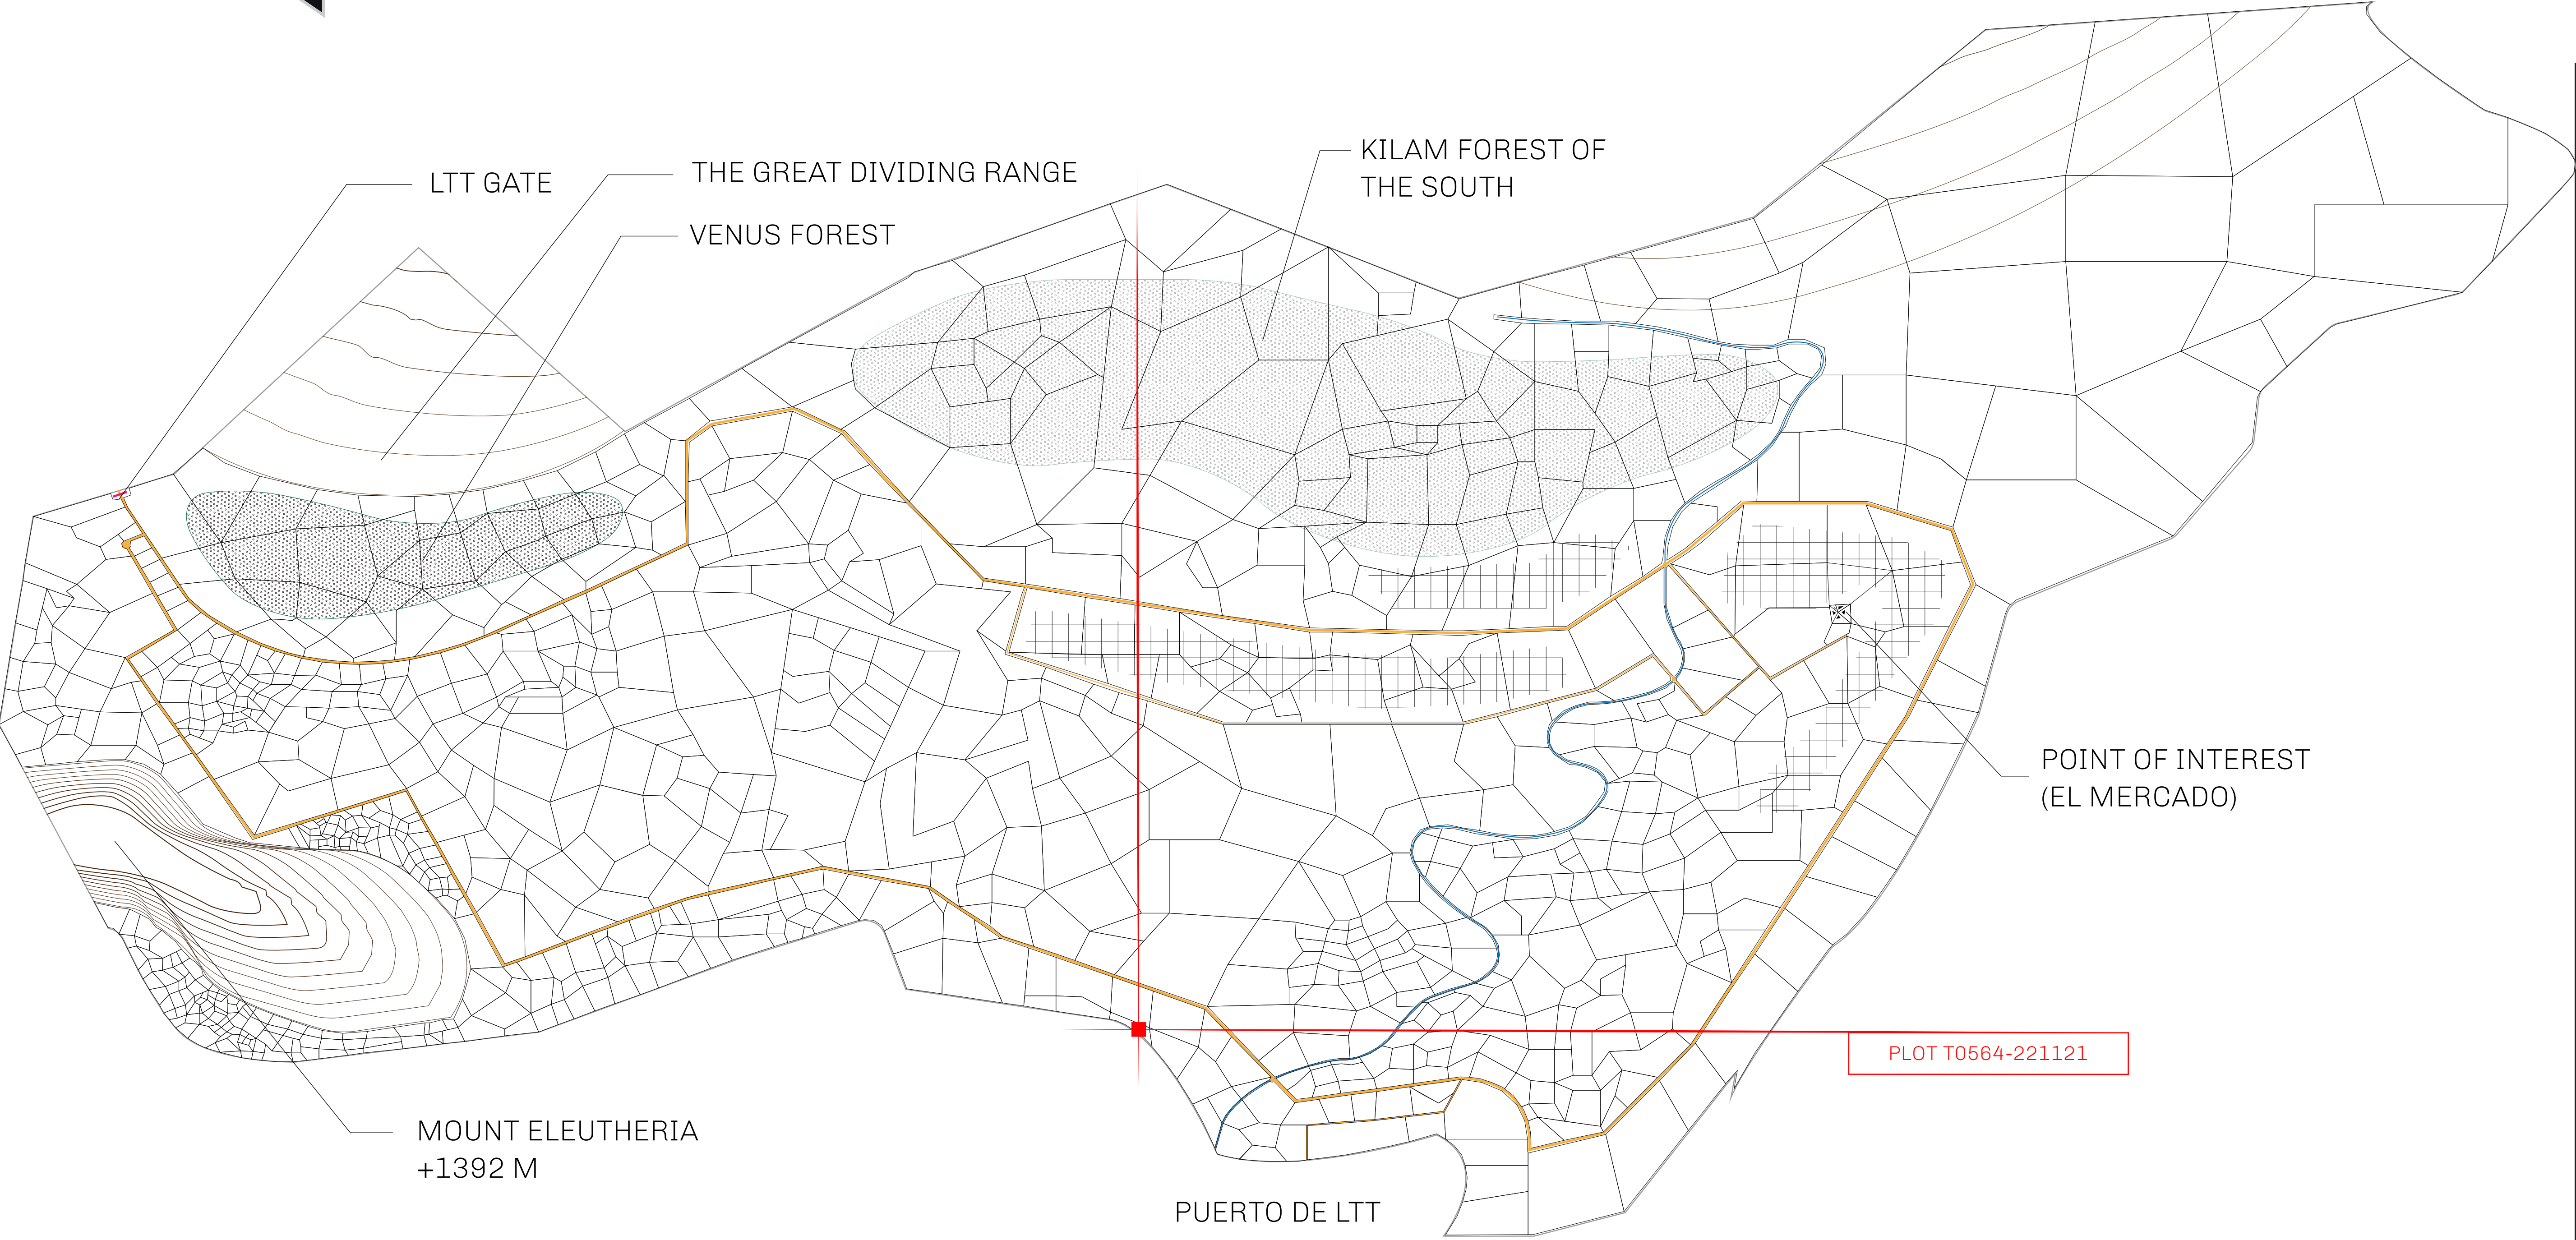 KILAM FOREST OF
THE SOUTH
LTT GATE
THE GREAT DIVIDING RANGE
VENUS FOREST
POINT OF INTEREST
(EL MERCADO)
PLOT T0564-221121
MOUNT ELEUTHERIA
+1392 M
PUERTO DE LTT